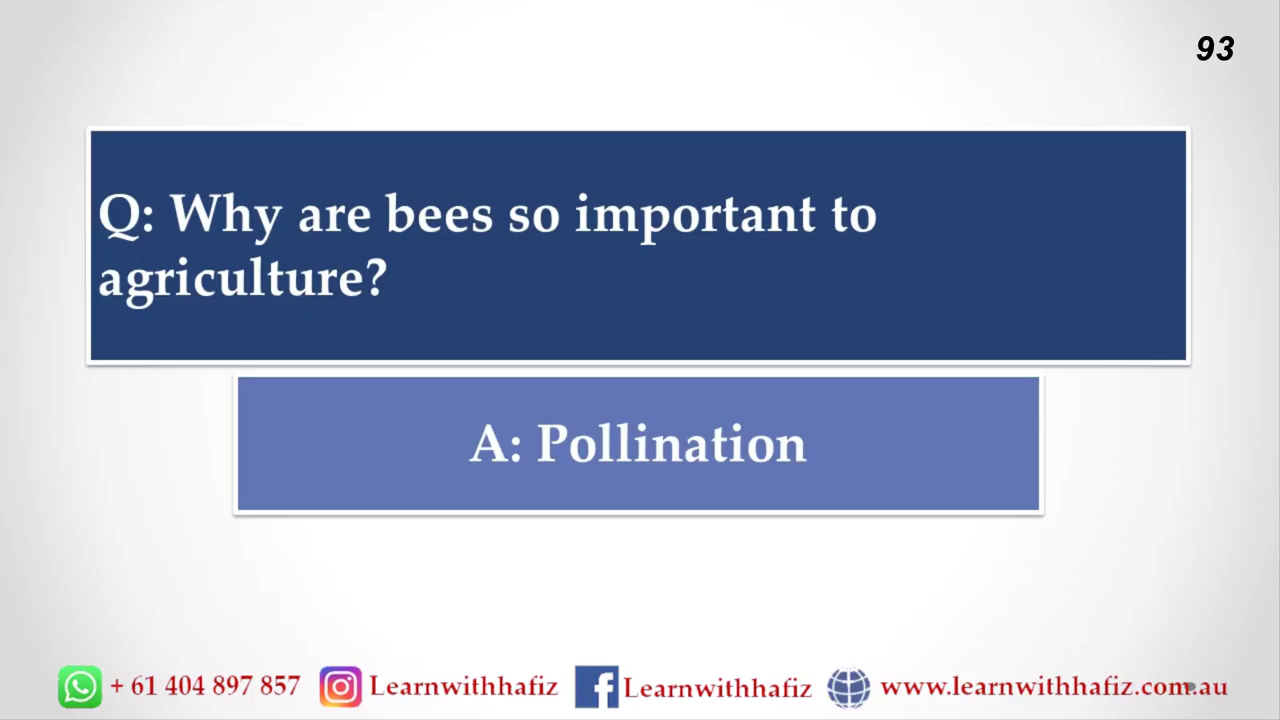 93
Q: Why are bees so important to
agriculture?
A: Pollination
+ 61 404 897 857 Learnwithhafiz Learnwithhafiz www.learnwithhafiz.com.au